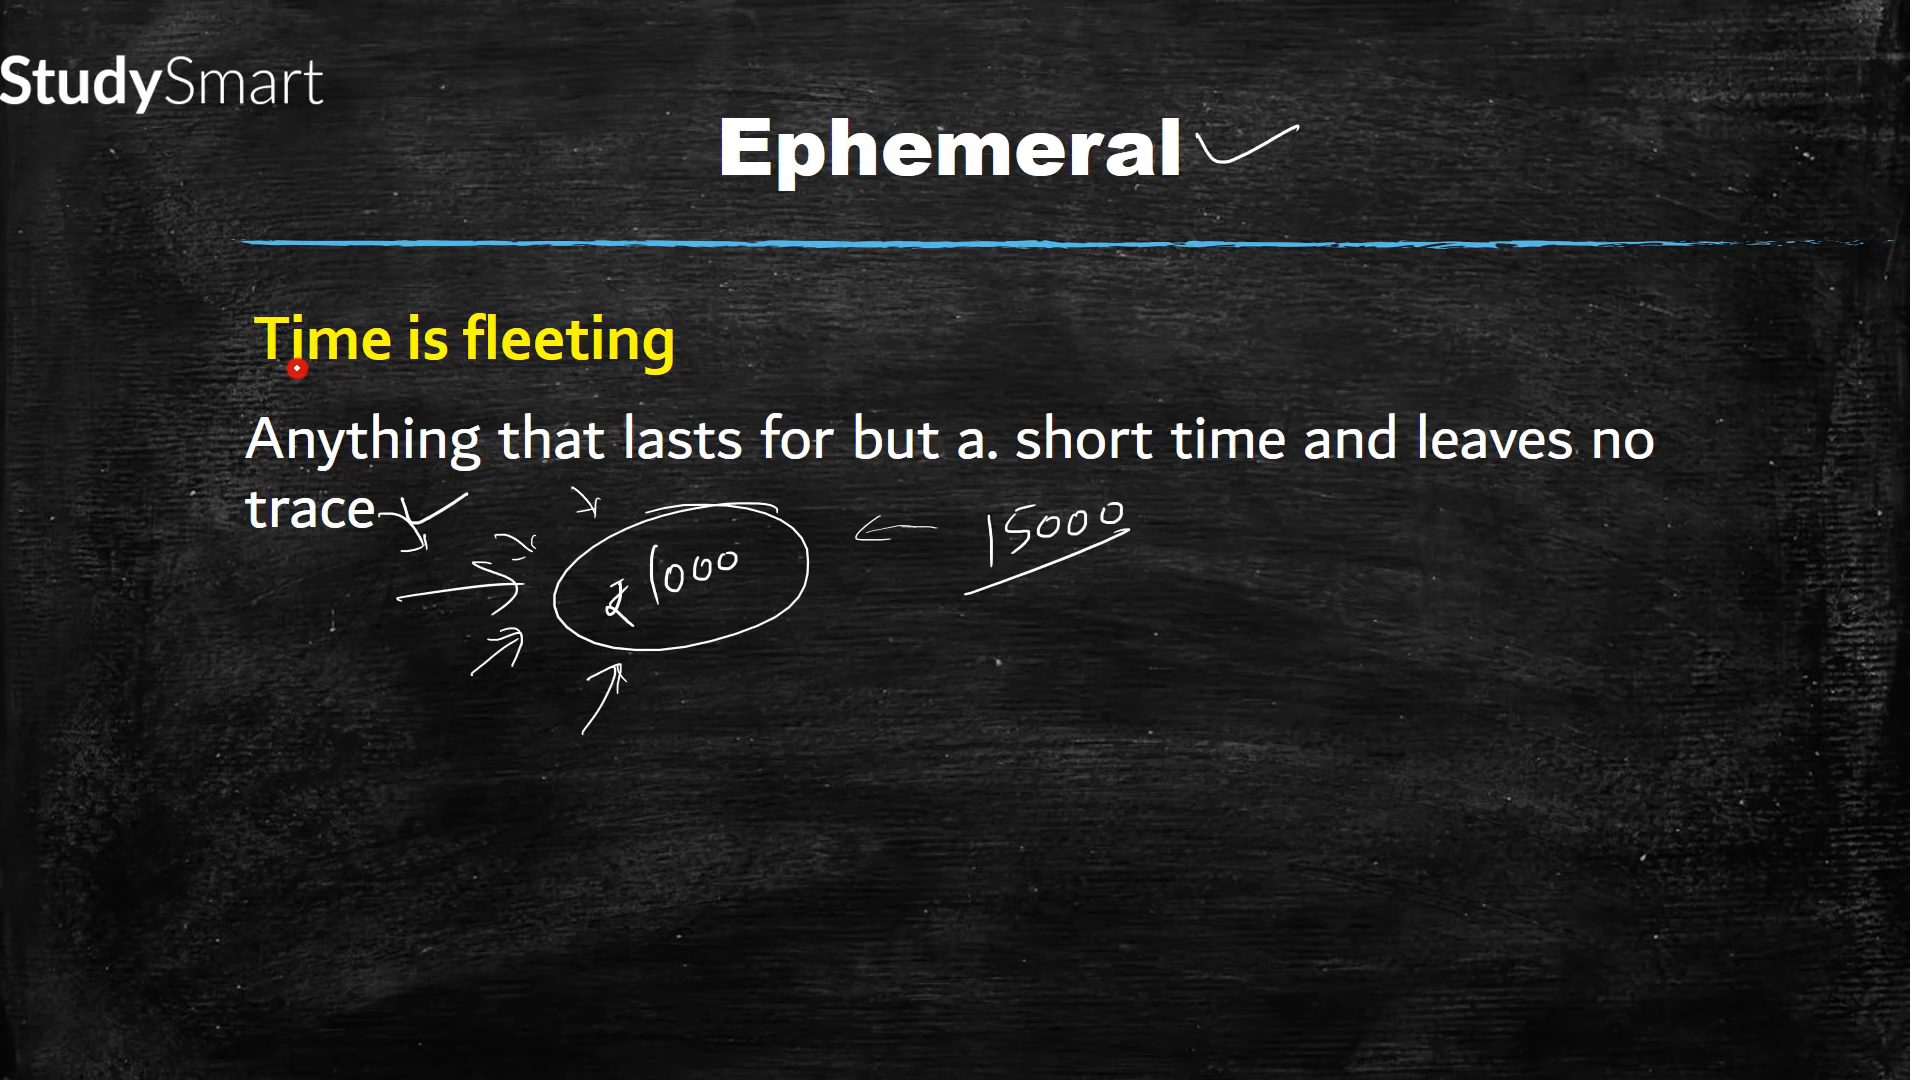 StudySmart
Ephemeral
Time is fleeting
Anything that lasts for but a. short time and leaves no
trace
15000
₹ 1000